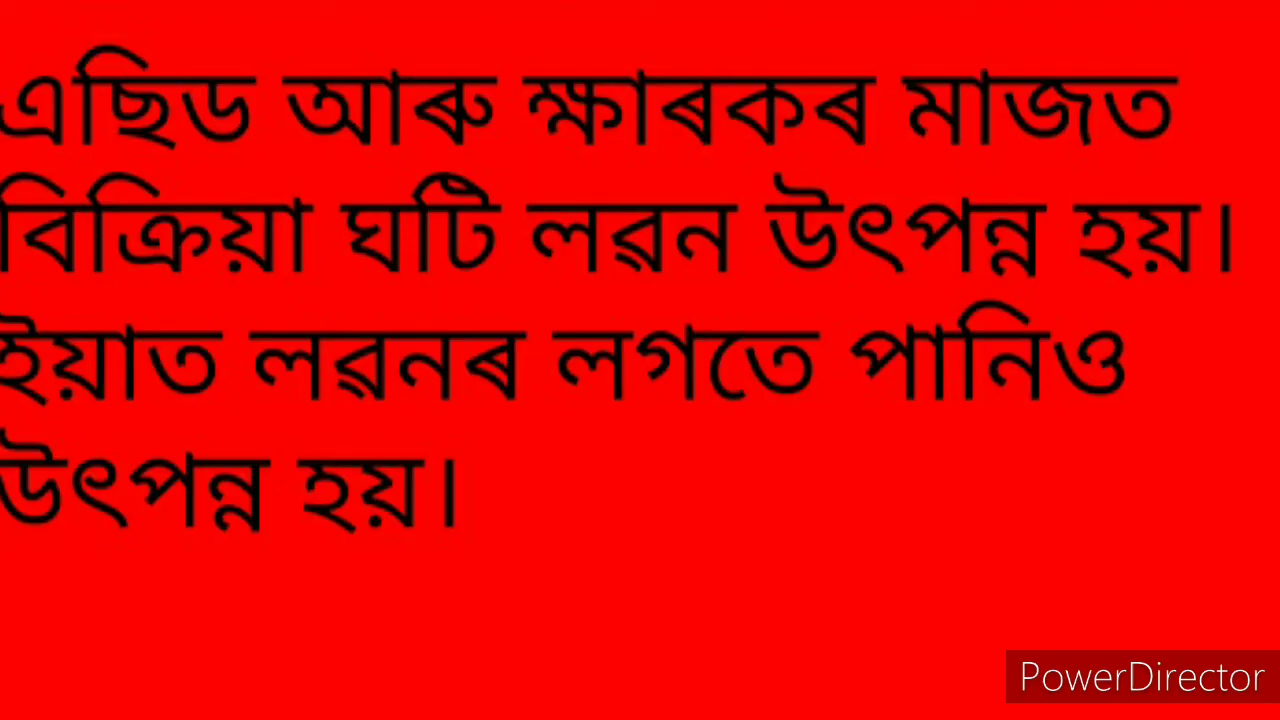 এছিড আৰু ক্ষাৰকৰ মাজত
বিক্ৰিয়া ঘটি লৱন উৎপন্ন হয়।
ইয়াত লৱনৰ লগতে পানিও
উৎপন্ন হয়।
PowerDirector